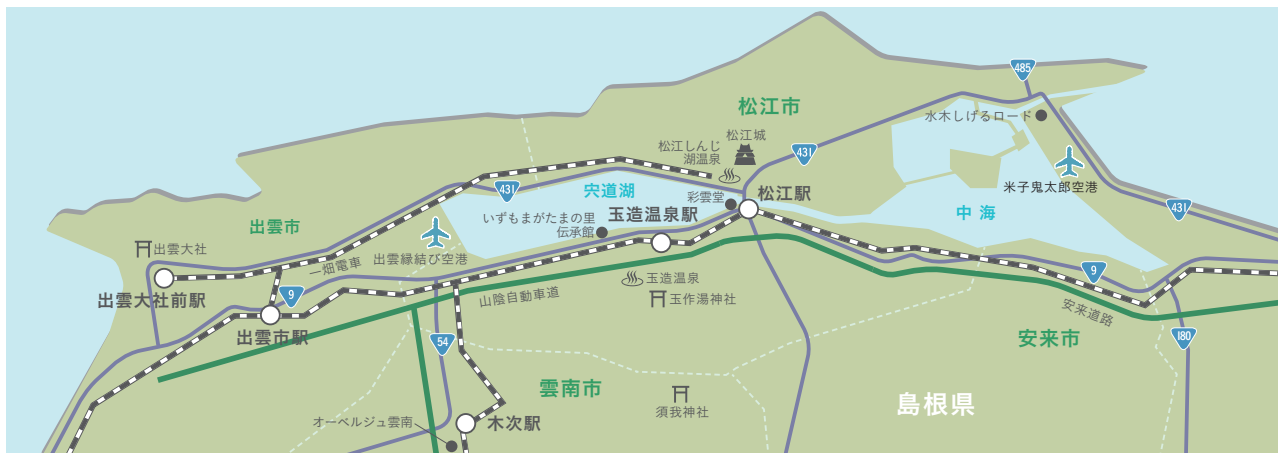 485
松江市
水木しげるロード
松江城
松江しんじ
湖温泉
431
431
宍道湖
米子鬼太郎空港
彩雲堂
松江駅
431
中 海
いずもまがたまの里
伝承館
玉造温泉駅
出雲市
出雲大社
出雲縁結び空港
一畑電車
9
玉造温泉
出雲大社前駅
9
山陰自動車道
玉作湯神社
安来道路
出雲市駅
54
安来市
180
雲南市
島根県
須我神社
オーベルジュ雲南
木次駅